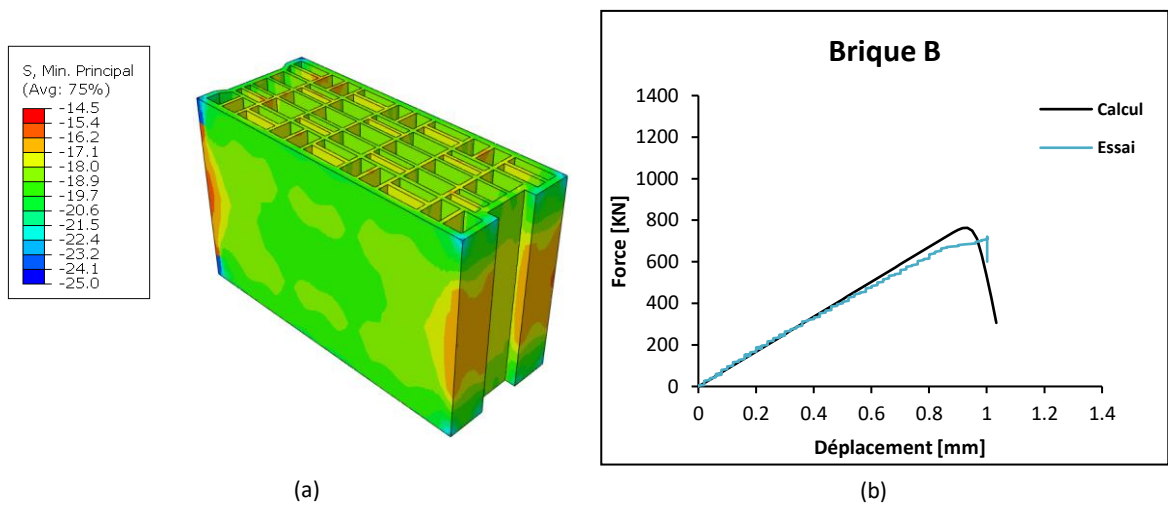 S, Min. Principal
(Avg: 75%)
-14.5
-15.4
-16.2
-17.1
-18.0
-18.9
-19.7
-20.6
-21.5
-22.4
-23.2
-24.1
-25.0
(a)
Brique B
Force [KN]
1400
1200
1000
800
600
400
200
0
Calcul
Essai
0 0.2 0.4 0.6 0.8 1 1.2 1.4
Déplacement [mm]
(b)